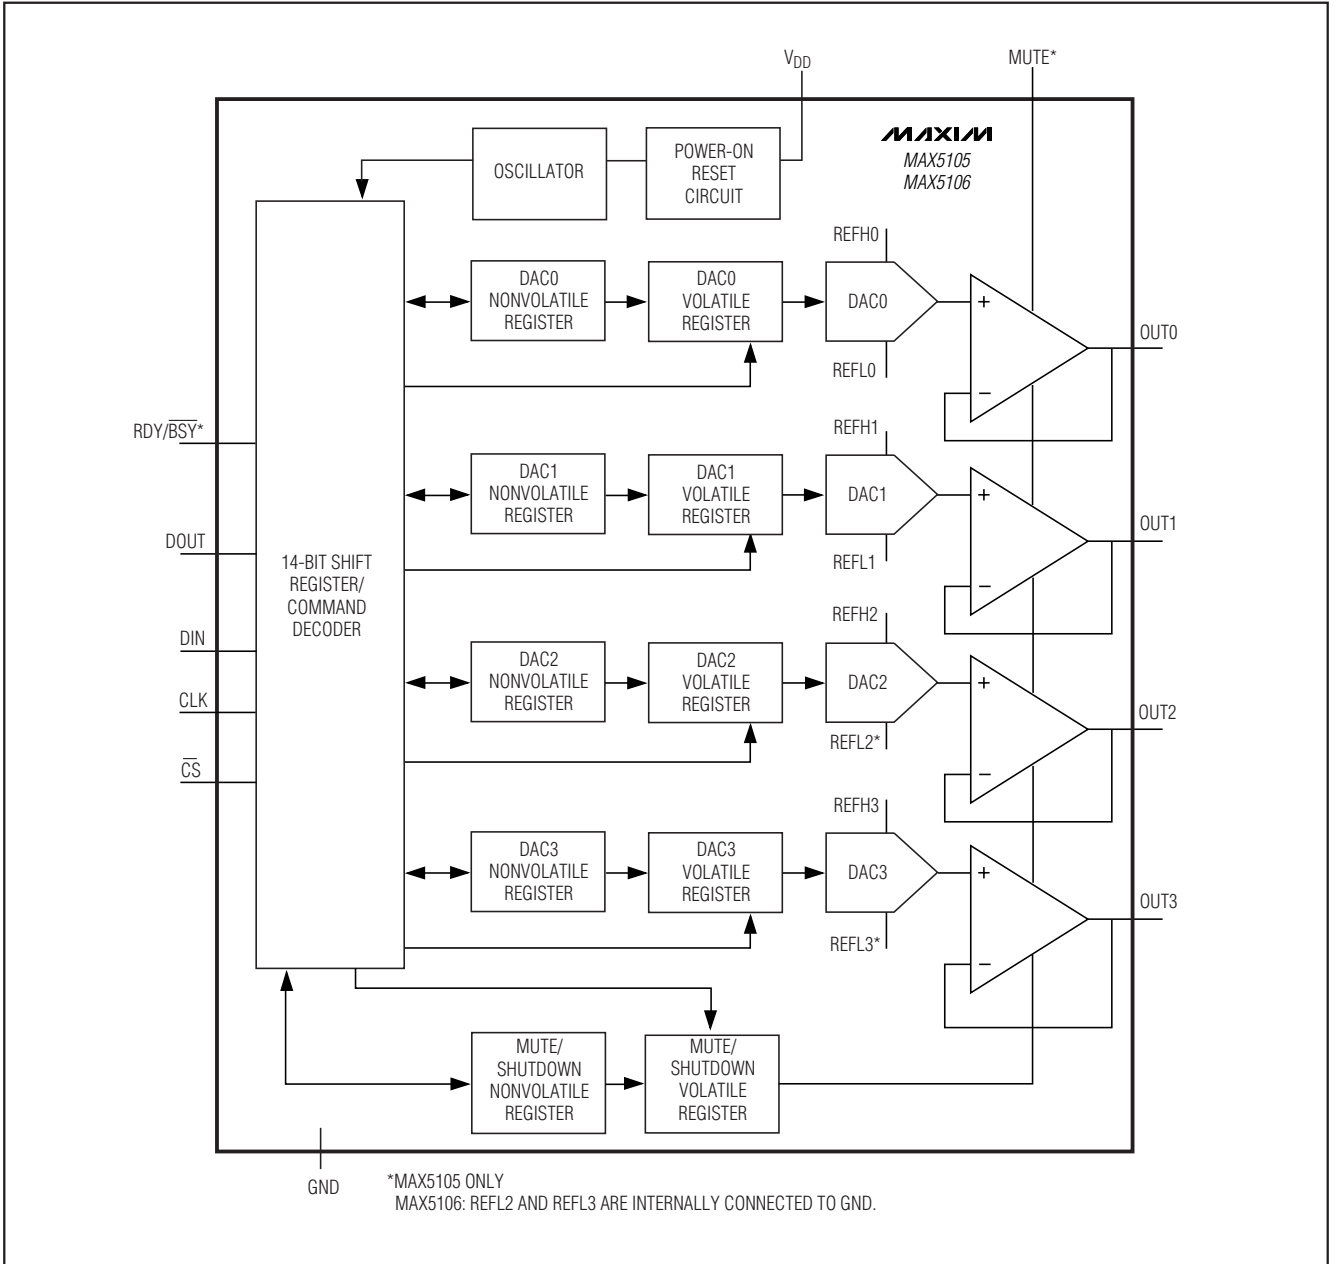 VDD
MUTE*
MAXIM
MAX5105
MAX5106
OSCILLATOR
POWER-ON
RESET
CIRCUIT
REFH0
DAC0
NONVOLATILE
REGISTER
DAC0
VOLATILE
REGISTER
DAC0
+
−
OUT0
REFL0
RDY/BSY*
REFH1
DAC1
NONVOLATILE
REGISTER
DAC1
VOLATILE
REGISTER
DAC1
+
−
OUT1
REFL1
DOUT
14-BIT SHIFT
REGISTER/
COMMAND
DECODER
DIN
CLK
CS
REFH2
DAC2
NONVOLATILE
REGISTER
DAC2
VOLATILE
REGISTER
DAC2
+
−
OUT2
REFL2*
REFH3
DAC3
NONVOLATILE
REGISTER
DAC3
VOLATILE
REGISTER
DAC3
+
−
OUT3
REFL3*
MUTE/
SHUTDOWN
NONVOLATILE
REGISTER
MUTE/
SHUTDOWN
VOLATILE
REGISTER
GND
*MAX5105 ONLY
MAX5106: REFL2 AND REFL3 ARE INTERNALLY CONNECTED TO GND.